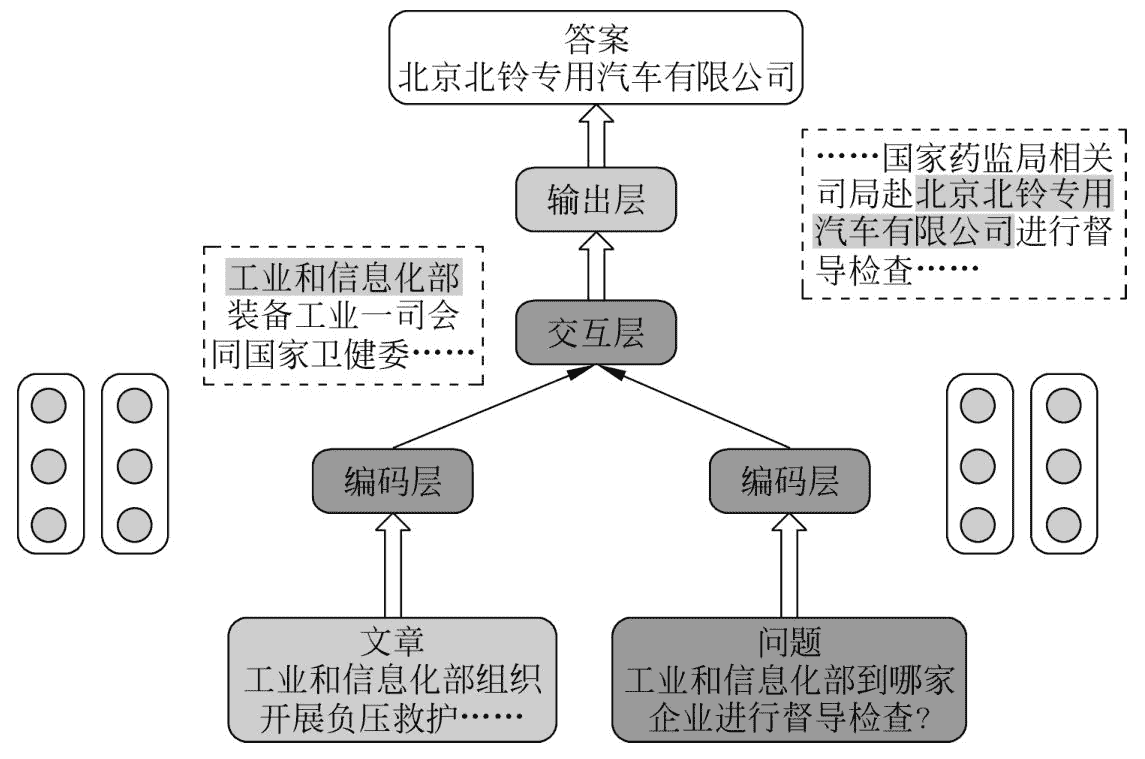 答案
北京北铃专用汽车有限公司
……国家药监局相关
司局赴北京北铃专用
汽车有限公司进行督
导检查……
输出层
工业和信息化部
装备工业一司会
同国家卫健委……
交互层
编码层
编码层
文章
工业和信息化部组织
开展负压救护……
问题
工业和信息化部到哪家
企业进行督导检查?